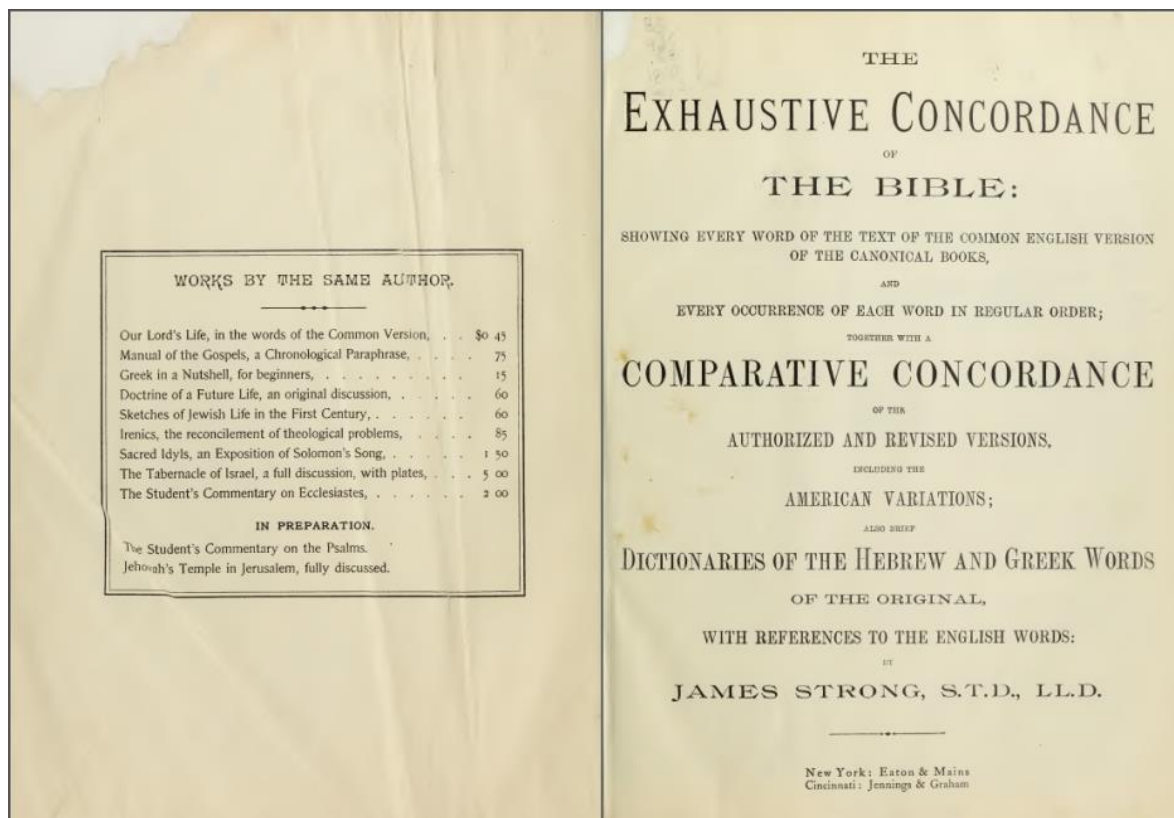 WORKS BY THE SAME AUTHOR.
Our Lord's Life, in the words of the Common Version, . . $0 45
Manual of the Gospels, a Chronological Paraphrase, . . . . 75
Greek in a Nutshell, for beginners, . . . . . . . . . 15
Doctrine of a Future Life, an original discussion, . . . . . 60
Sketches of Jewish Life in the First Century, . . . . . . 60
Irenics, the reconcilement of theological problems, . . . . 85
Sacred Idyls, an Exposition of Solomon's Song, . . . . . 1 50
The Tabernacle of Israel, a full discussion, with plates, . . . 5 00
The Student's Commentary on Ecclesiastes, . . . . . . 2 00
IN PREPARATION.
The Student's Commentary on the Psalms.
Jehovah's Temple in Jerusalem, fully discussed.
THE
EXHAUSTIVE CONCORDANCE
OF
THE BIBLE:
SHOWING EVERY WORD OF THE TEXT OF THE COMMON ENGLISH VERSION
OF THE CANONICAL BOOKS,
AND
EVERY OCCURRENCE OF EACH WORD IN REGULAR ORDER;
TOGETHER WITH A
COMPARATIVE CONCORDANCE
OF THE
AUTHORIZED AND REVISED VERSIONS,
INCLUDING THE
AMERICAN VARIATIONS;
ALSO BRIEF
DICTIONARIES OF THE HEBREW AND GREEK WORDS
OF THE ORIGINAL,
WITH REFERENCES TO THE ENGLISH WORDS:
BY
JAMES STRONG, S.T.D., LL.D.
New York: Eaton & Mains
Cincinnati: Jennings & Graham